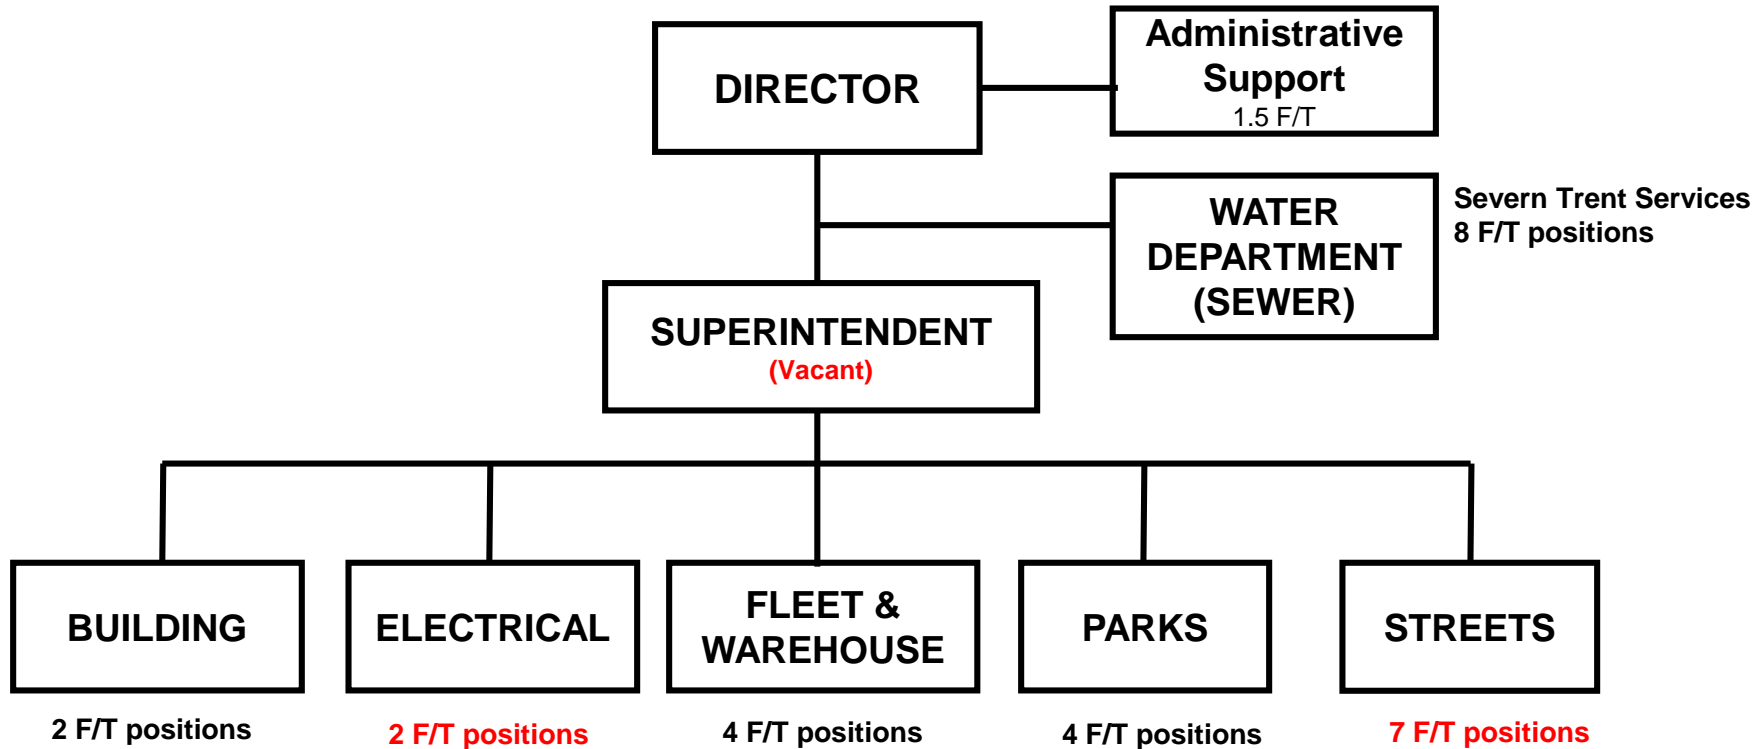 DIRECTOR
Administrative
Support
1.5 F/T
WATER
DEPARTMENT
(SEWER)
Severn Trent Services
8 F/T positions
SUPERINTENDENT
(Vacant)
BUILDING
ELECTRICAL
FLEET &
WAREHOUSE
PARKS
STREETS
2 F/T positions
2 F/T positions
4 F/T positions
4 F/T positions
7 F/T positions